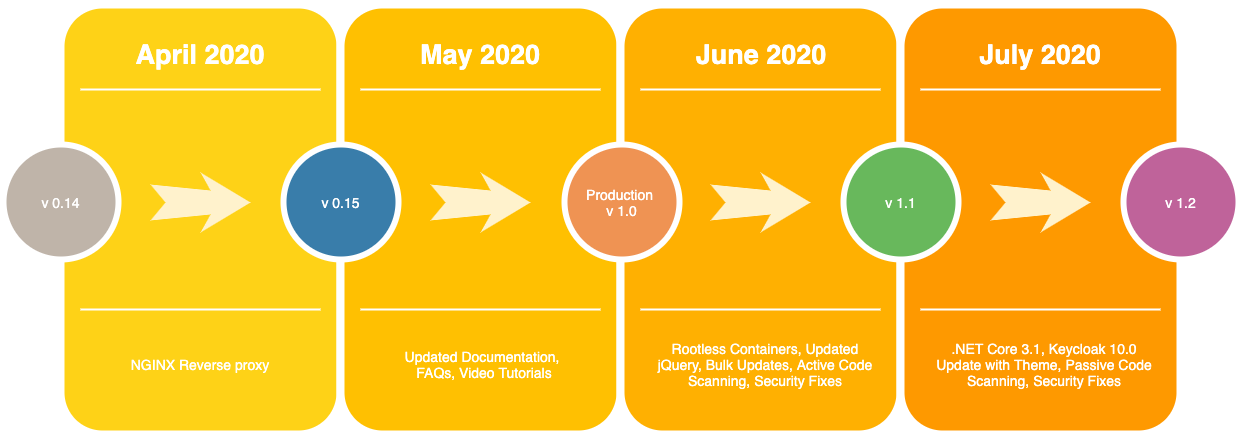 April 2020
May 2020
June 2020
July 2020
v 0.14
v 0.15
Production
v 1.0
v 1.1
v 1.2
NGINX Reverse proxy
Updated Documentation,
FAQs, Video Tutorials
Rootless Containers, Updated
jQuery, Bulk Updates, Active Code
Scanning, Security Fixes
.NET Core 3.1, Keycloak 10.0
Update with Theme, Passive Code
Scanning, Security Fixes